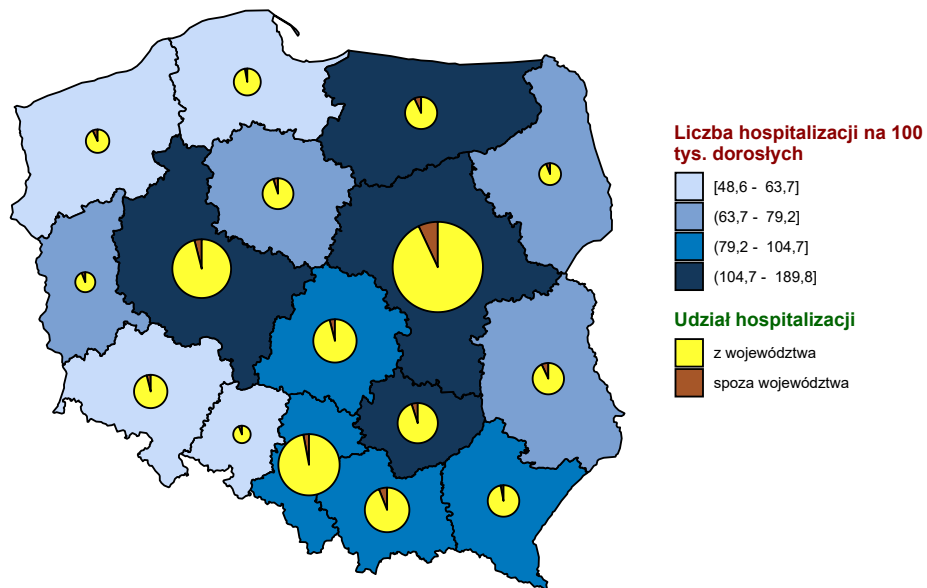 Liczba hospitalizacji na 100
tys. dorosłych
[48,6 - 63,7]
(63,7 - 79,2]
(79,2 - 104,7]
(104,7 - 189,8]
Udział hospitalizacji
z województwa
spoza województwa